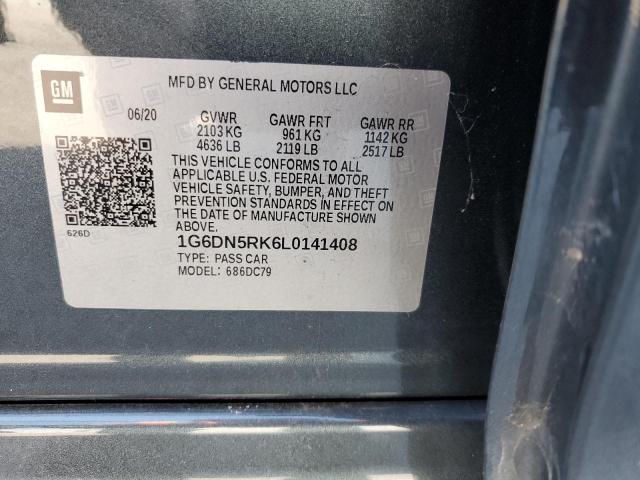 GM
MFD BY GENERAL MOTORS LLC
06/20 GVWR GAWR FRT GAWR RR
2103 KG 961 KG 1142 KG
4636 LB 2119 LB 2517 LB
THIS VEHICLE CONFORMS TO ALL
APPLICABLE U.S. FEDERAL MOTOR
VEHICLE SAFETY, BUMPER, AND THEFT
PREVENTION STANDARDS IN EFFECT ON
THE DATE OF MANUFACTURE SHOWN
ABOVE.
626D
1G6DN5RK6L0141408
TYPE: PASS CAR
MODEL: 686DC79